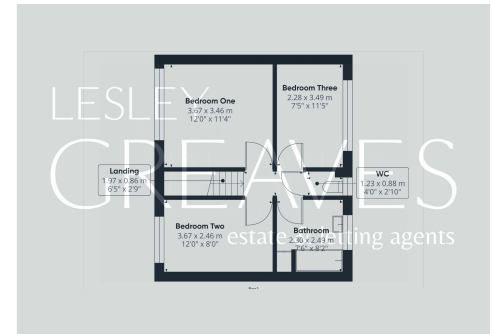 LESLEY
GREAVES
estate & letting agents
Bedroom One
3.67 x 3.46 m
12'0" x 11'4"
Bedroom Three
2.28 x 3.49 m
7'5" x 11'5"
Landing
1.97 x 0.86 m
6'5" x 2'9"
WC
1.23 x 0.88 m
4'0" x 2'10"
Bedroom Two
3.67 x 2.46 m
12'0" x 8'0"
Bathroom
2.30 x 2.49 m
7'6" x 8'2"